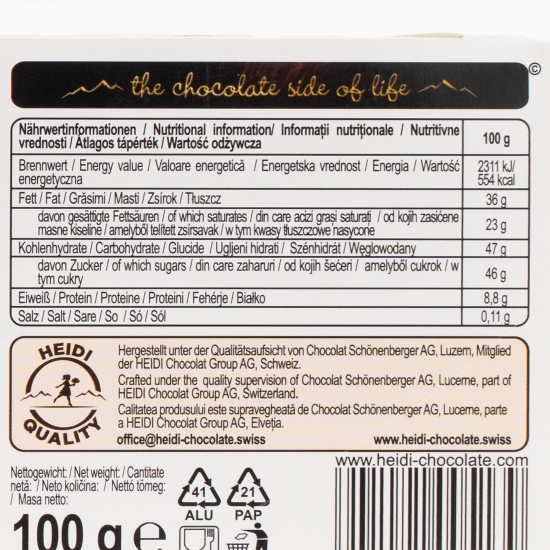 ©
the chocolate side of life
Nährwertinformationen / Nutritional information/ Informații nutriționale / Nutritivne
vrednosti / Átlagos tápérték / Wartość odżywcza
100 g
Brennwert / Energy value / Valoare energetică / Energetska vrednost / Energia / Wartość
energetyczna
2311 kJ/
554 kcal
Fett / Fat / Grăsimi / Masti / Zsírok / Tłuszcz
36 g
davon gesättigte Fettsäuren / of which saturates / din care acizi grași saturați / od kojih zasićene
masne kiseline / amelyből telített zsírsavak / w tym kwasy tłuszczowe nasycone
23 g
Kohlenhydrate / Carbohydrate / Glucide / Ugljeni hidrati / Szénhidrát / Węglowodany
47 g
davon Zucker / of which sugars / din care zaharuri / od kojih šećeri / amelyből cukrok / w
tym cukry
46 g
Eiweiß / Protein / Proteine / Proteini / Fehérje / Białko
8,8 g
Salz / Salt / Sare / So / Só / Sól
0,11 g
HEIDI
QUALITY
Hergestellt unter der Qualitätsaufsicht von Chocolat Schönenberger AG, Luzern, Mitglied
der HEIDI Chocolat Group AG, Schweiz.
Crafted under the quality supervision of Chocolat Schönenberger AG, Lucerne, part of
HEIDI Chocolat Group AG, Switzerland.
Calitatea produsului este supravegheată de Chocolat Schönenberger AG, Lucerne, parte
a HEIDI Chocolat Group AG, Elveția.
office@heidi-chocolate.swiss www.heidi-chocolate.swiss
www.heidi-chocolate.com
Nettogewicht: / Net weight: / Cantitate
netă: / Neto količina: / Nettó tömeg:
/ Masa netto:
100 g e
41
ALU
21
PAP